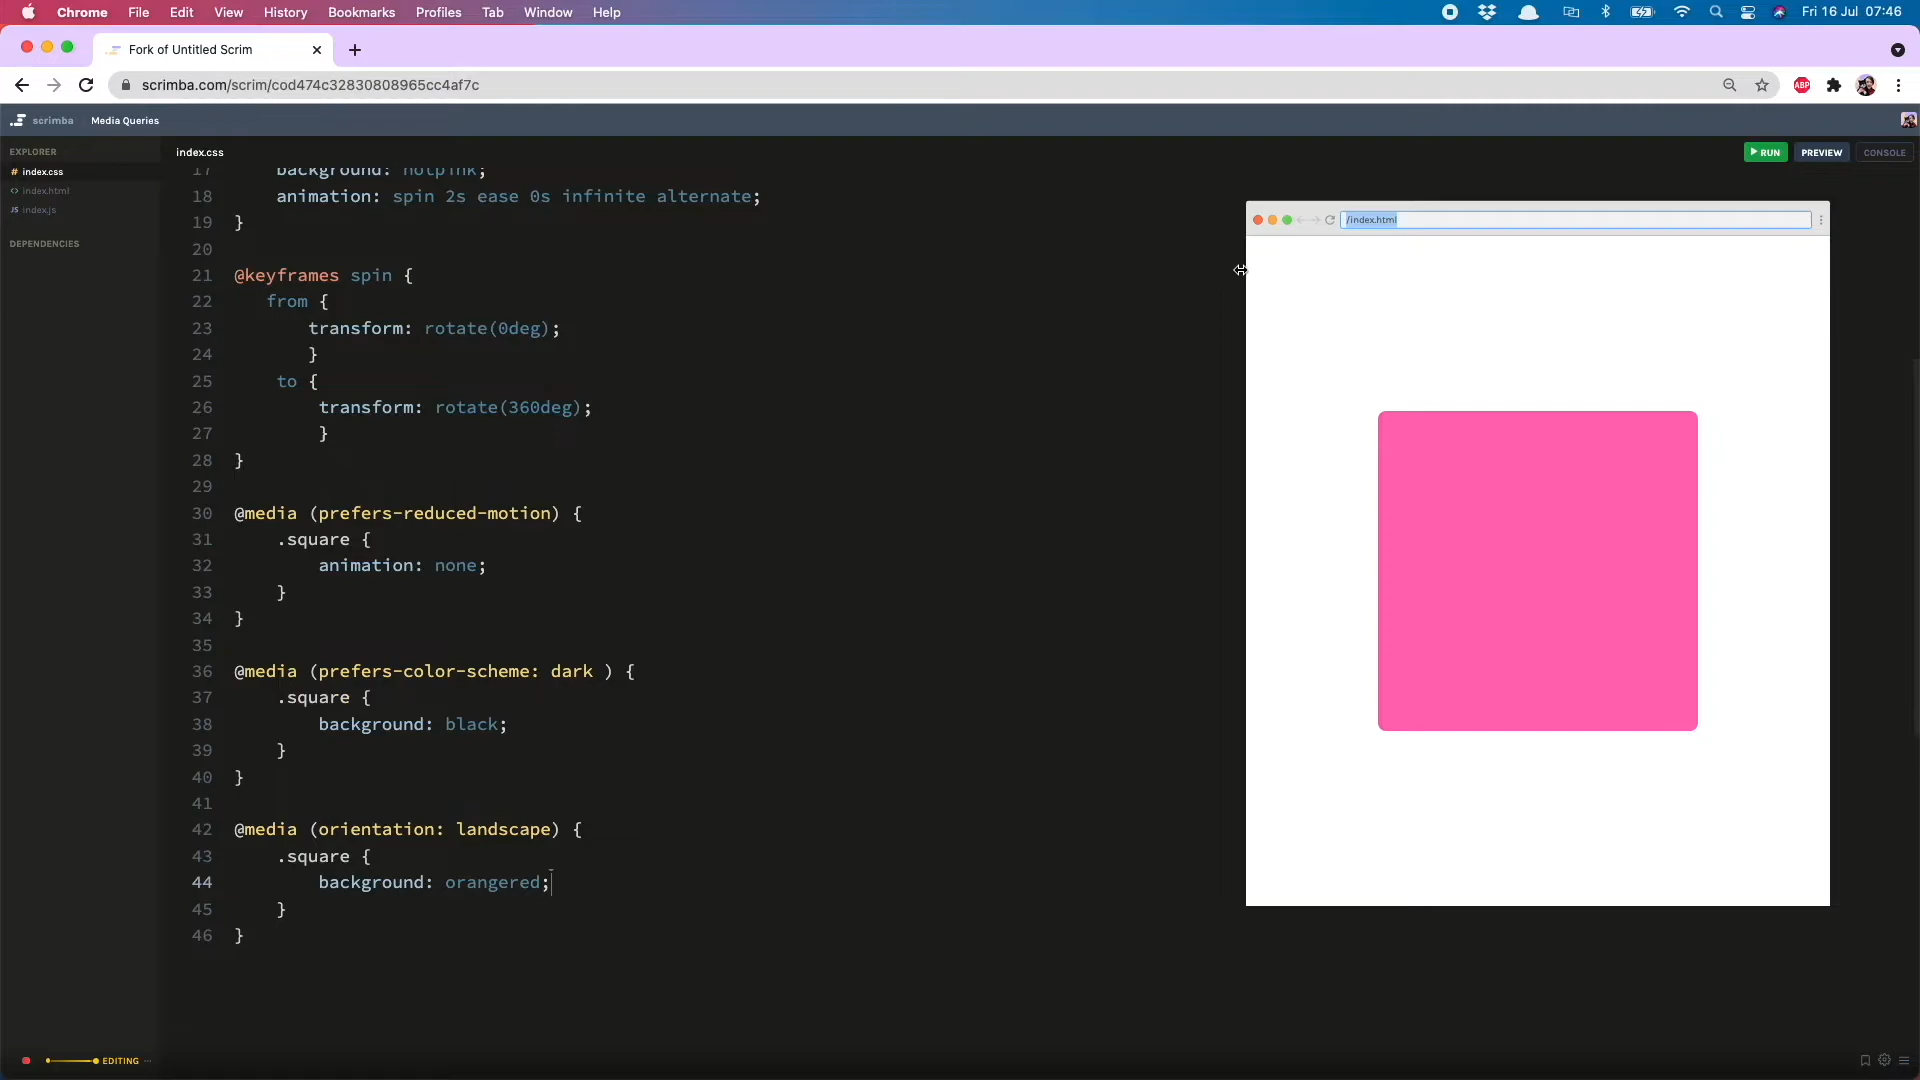 Chrome File Edit View History Bookmarks Profiles Tab Window Help Fri 16 Jul 07:46
Fork of Untitled Scrim
scrimba.com/scrim/cod474c32830808965cc4af7c ABP
scrimba Media Queries
EXPLORER index.css RUN PREVIEW CONSOLE
# index.css
<> index.html
JS index.js
DEPENDENCIES
17 background: hotpink;
18 animation: spin 2s ease 0s infinite alternate;
19 }
20
21 @keyframes spin {
22 from {
23 transform: rotate(0deg);
24 }
25 to {
26 transform: rotate(360deg);
27 }
28 }
29
30 @media (prefers-reduced-motion) {
31 .square {
32 animation: none;
33 }
34 }
35
36 @media (prefers-color-scheme: dark ) {
37 .square {
38 background: black;
39 }
40 }
41
42 @media (orientation: landscape) {
43 .square {
44 background: orangered;
45 }
46 }
/index.html
EDITING ...